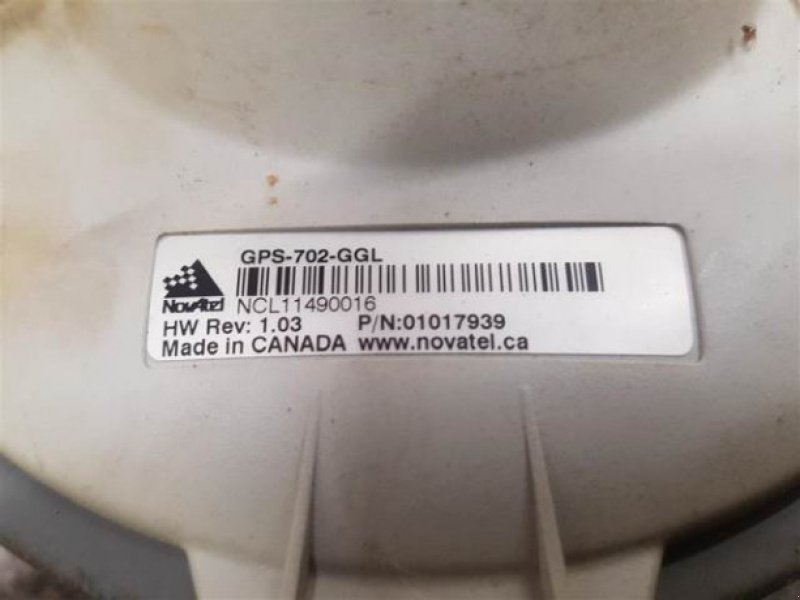 GPS-702-GGL
NovAtel
NCL11490016
HW Rev: 1.03 P/N:01017939
Made in CANADA www.novatel.ca